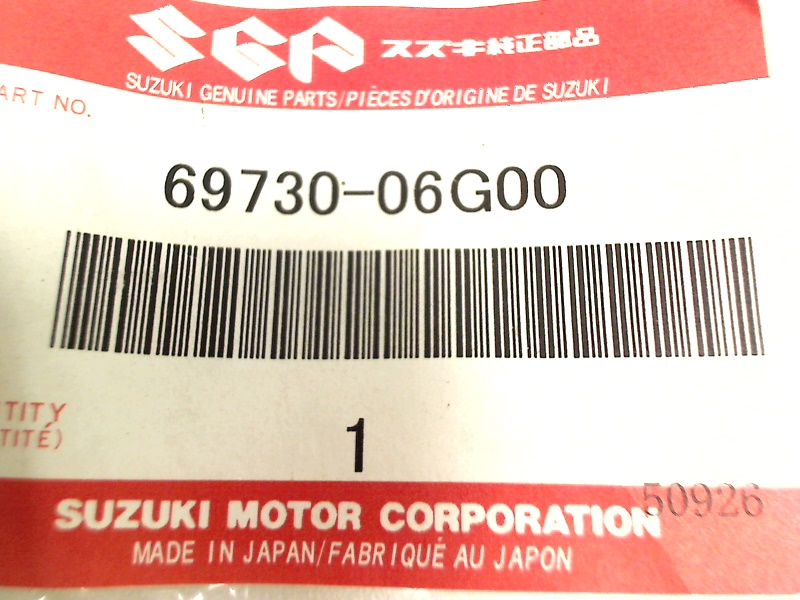 SGP スズキ純正部品
SUZUKI GENUINE PARTS/PIÈCES D'ORIGINE DE SUZUKI
ART NO.
69730-06G00
TITY
TITÉ)
1
50926
SUZUKI MOTOR CORPORATION
MADE IN JAPAN/FABRIQUÉ AU JAPON